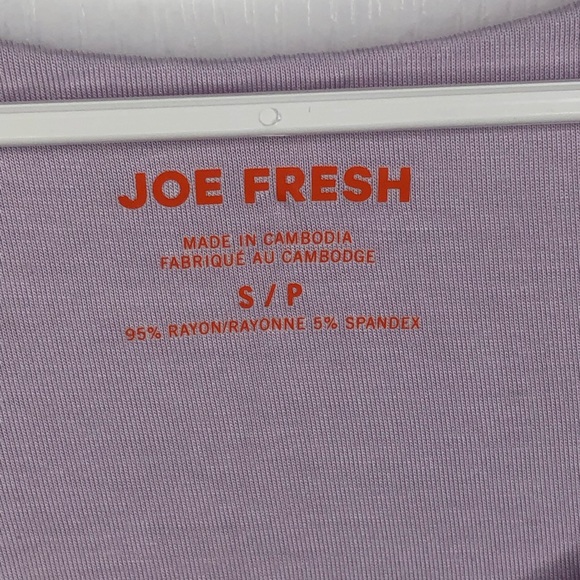 JOE FRESH
MADE IN CAMBODIA
FABRIQUÉ AU CAMBODGE
S / P
95% RAYON/RAYONNE 5% SPANDEX